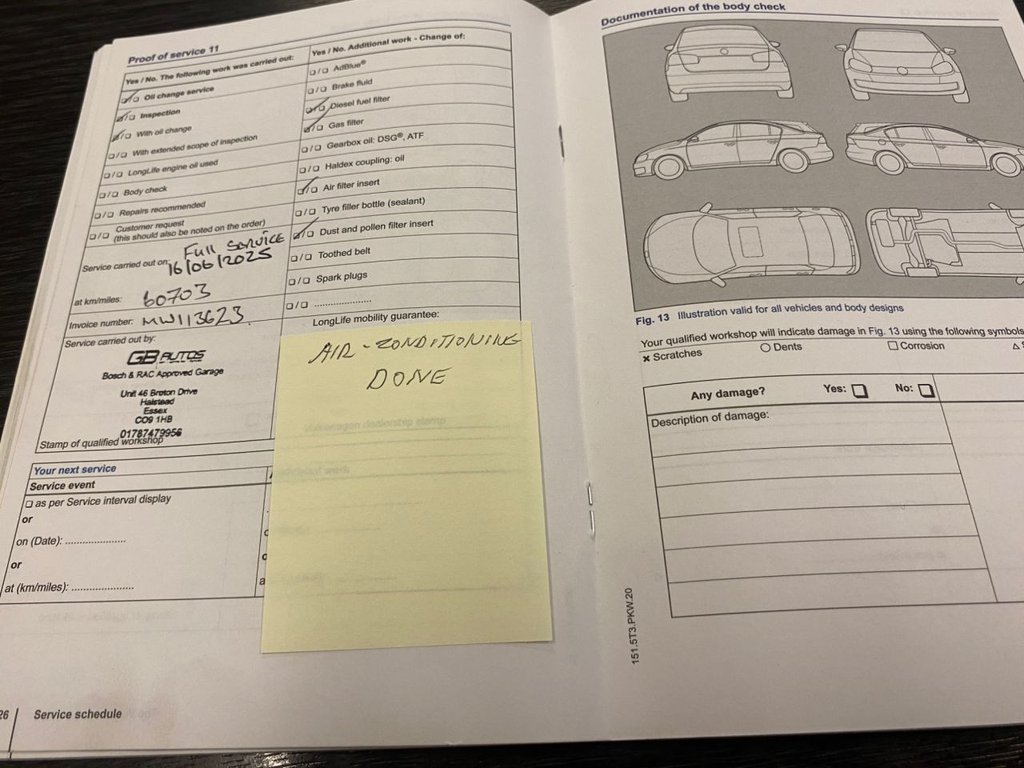 Proof of service 11
Yes / No. The following work was carried out:
☑/☐ Oil change service
☑/☐ Inspection
☑/☐ With oil change
☐/☐ With extended scope of inspection
☐/☐ LongLife engine oil used
☐/☐ Body check
☐/☐ Repairs recommended
☐/☐ Customer request
(this should also be noted on the order)
FULL SERVICE
Service carried out on: 16/06/2025
at km/miles: 60703
Invoice number: MW113623
Service carried out by:
GB AUTOS
Bosch & RAC Approved Garage
Unit 46 Broton Drive
Halstead
Essex
CO9 1HB
01787479956
Stamp of qualified workshop
Your next service
Service event
☐ as per Service interval display
or
on (Date): .....................
or
at (km/miles): .....................
Yes / No. Additional work - Change of:
☐/☐ AdBlue®
☐/☐ Brake fluid
☐/☑ Diesel fuel filter
☑/☐ Gas filter
☐/☐ Gearbox oil: DSG®, ATF
☐/☐ Haldex coupling: oil
☑/☐ Air filter insert
☐/☐ Tyre filler bottle (sealant)
☑/☐ Dust and pollen filter insert
☐/☐ Toothed belt
☐/☐ Spark plugs
☐/☐ ....................
LongLife mobility guarantee:
AIR-CONDITIONING
DONE
26 Service schedule
Documentation of the body check
Fig. 13 Illustration valid for all vehicles and body designs
Your qualified workshop will indicate damage in Fig. 13 using the following symbols
× Scratches ○ Dents ☐ Corrosion △
Any damage? Yes: ☐ No: ☐
Description of damage:
151.5T3.PKW.20